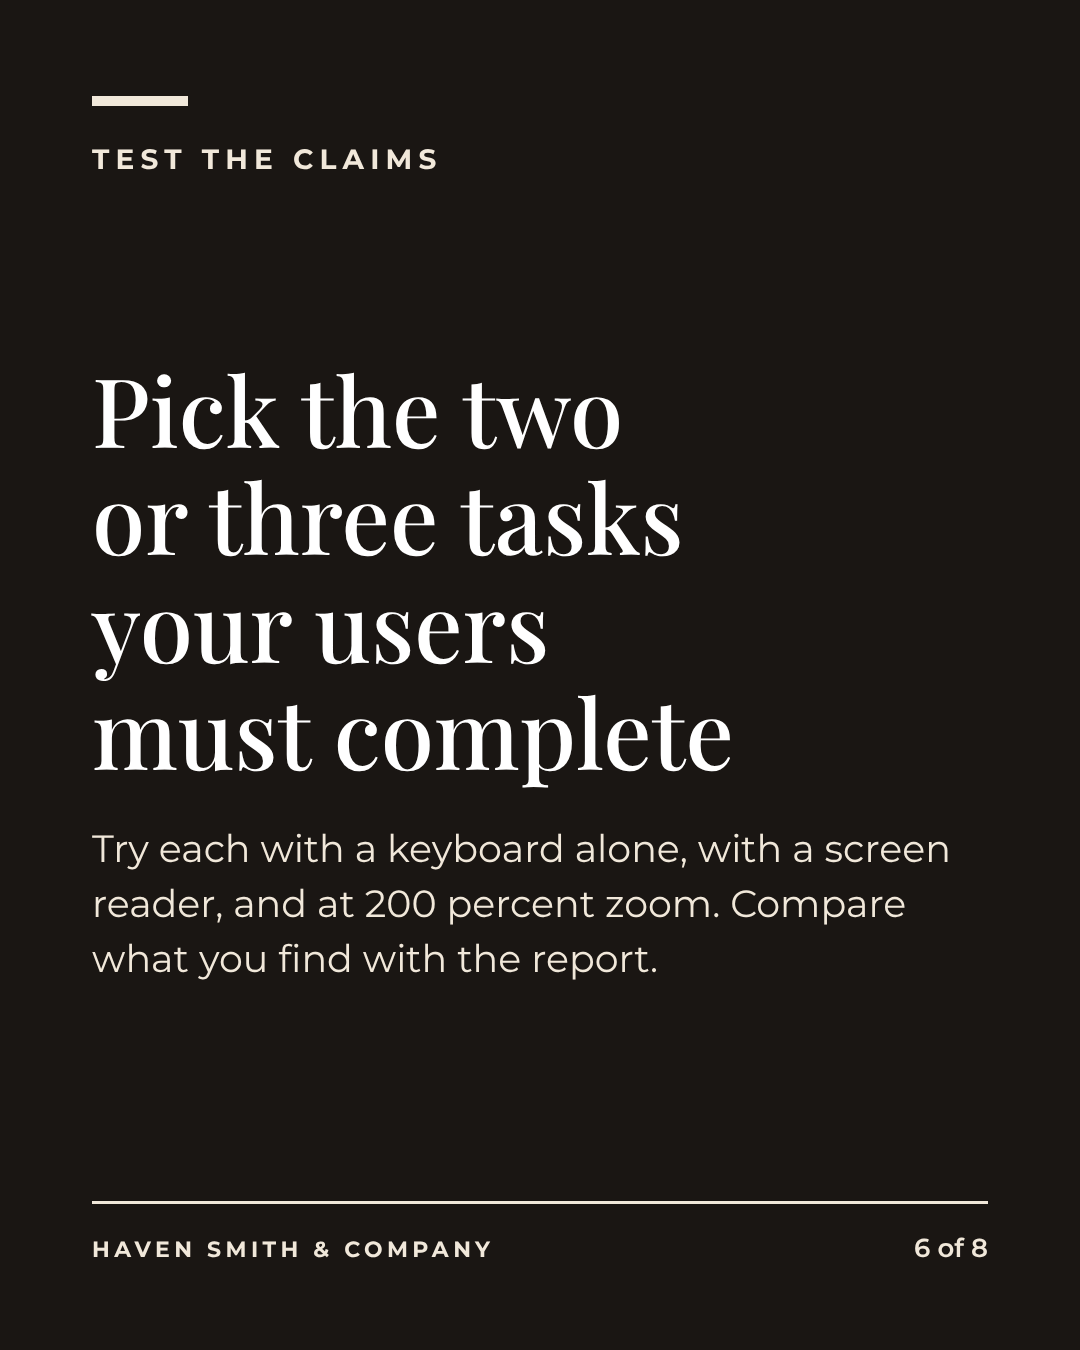 TEST THE CLAIMS
Pick the two
or three tasks
your users
must complete
Try each with a keyboard alone, with a screen
reader, and at 200 percent zoom. Compare
what you find with the report.
HAVEN SMITH & COMPANY
6 of 8